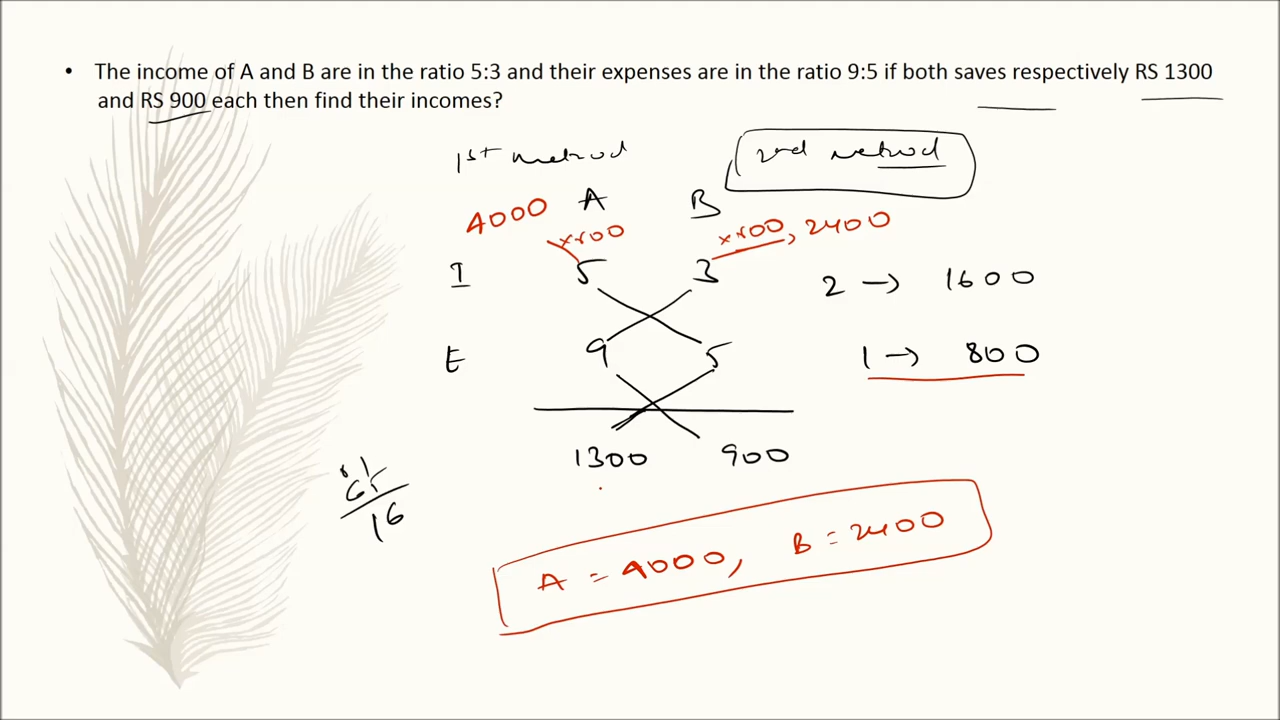 • The income of A and B are in the ratio 5:3 and their expenses are in the ratio 9:5 if both saves respectively RS 1300
and RS 900 each then find their incomes?
1st method
2nd method
4000 A B
×800 ×800, 2400
I 5 3
2 → 1600
E 9 5
1 → 800
1300 900
16
A = 4000, B = 2400